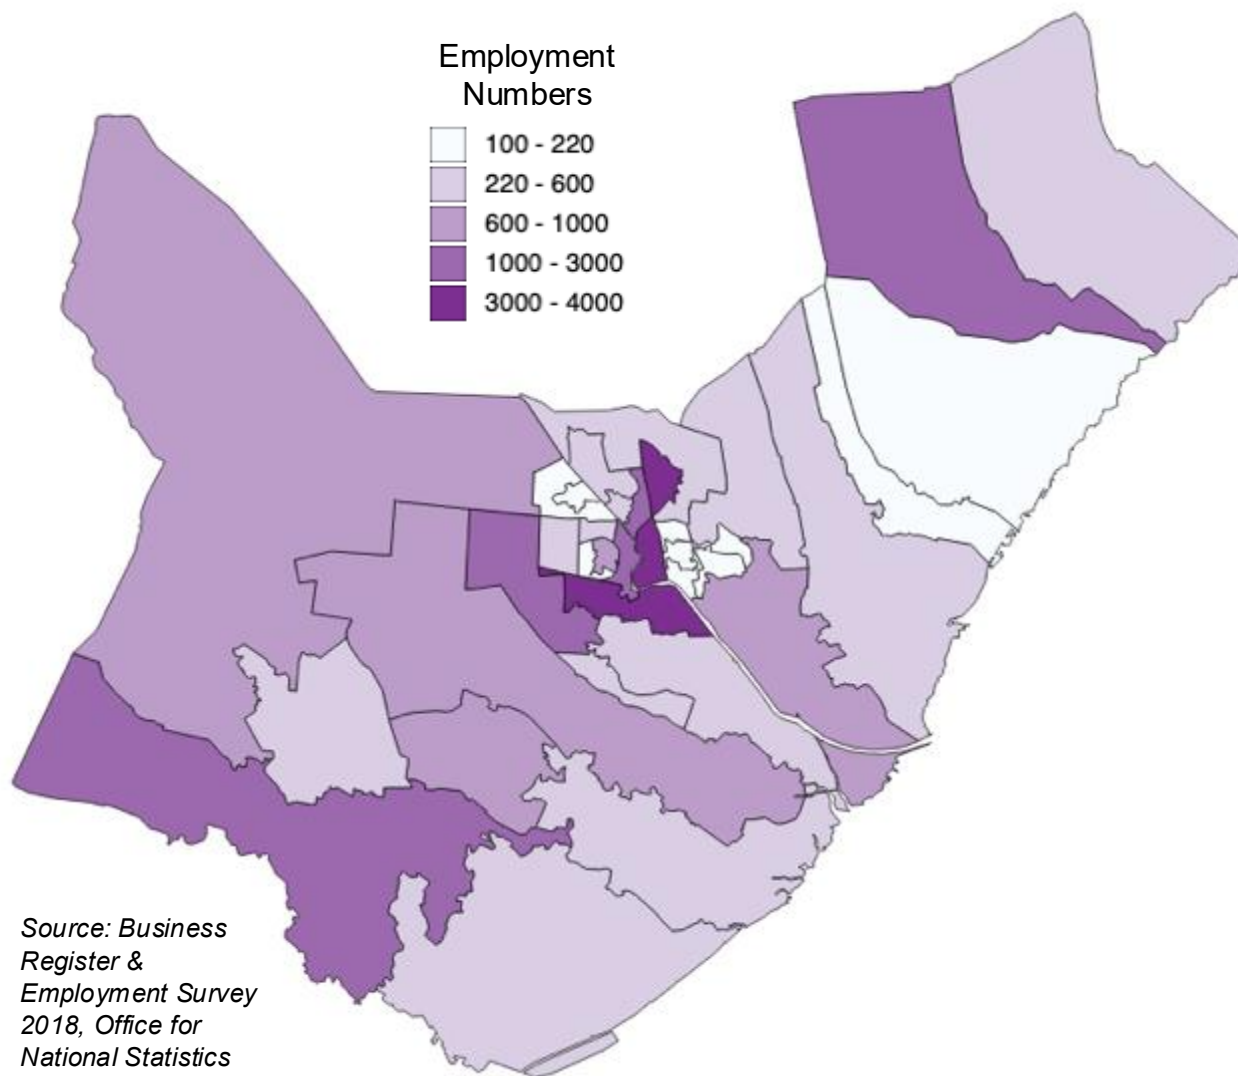 Employment
Numbers
100 - 220
220 - 600
600 - 1000
1000 - 3000
3000 - 4000
Source: Business
Register &
Employment Survey
2018, Office for
National Statistics